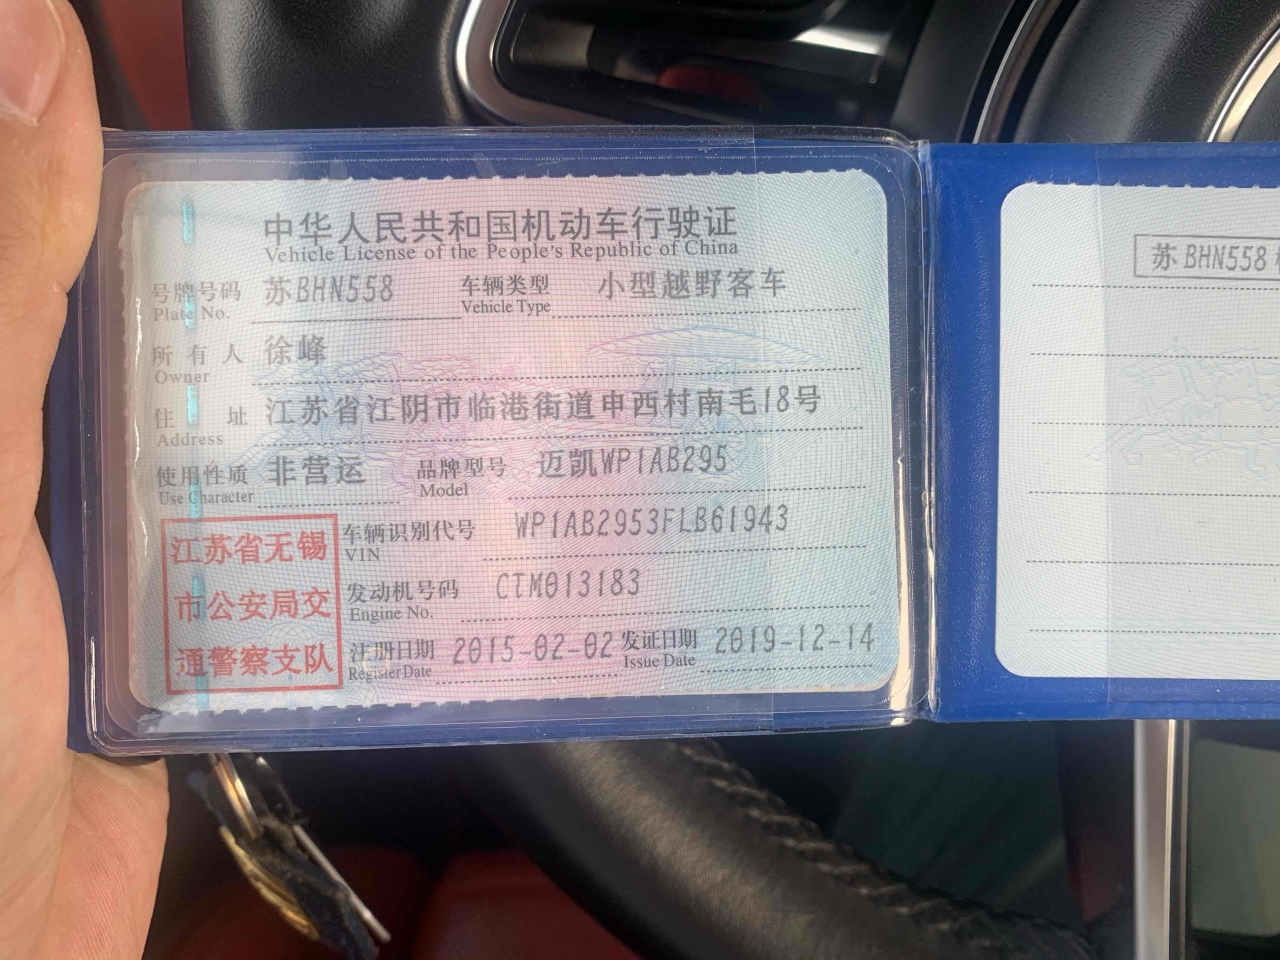 中华人民共和国机动车行驶证
Vehicle License of the People's Republic of China
号牌号码 苏BHN558 车辆类型 小型越野客车
Plate No. Vehicle Type
所有人 徐峰
Owner
住址 江苏省江阴市临港街道申西村南毛18号
Address
使用性质 非营运 品牌型号 迈凯WP1AB295
Use Character Model
江苏省无锡
市公安局交
通警察支队
车辆识别代号 WP1AB2953FLB61943
VIN
发动机号码 CTM013183
Engine No.
注册日期 2015-02-02 发证日期 2019-12-14
Register Date Issue Date
苏BHN558